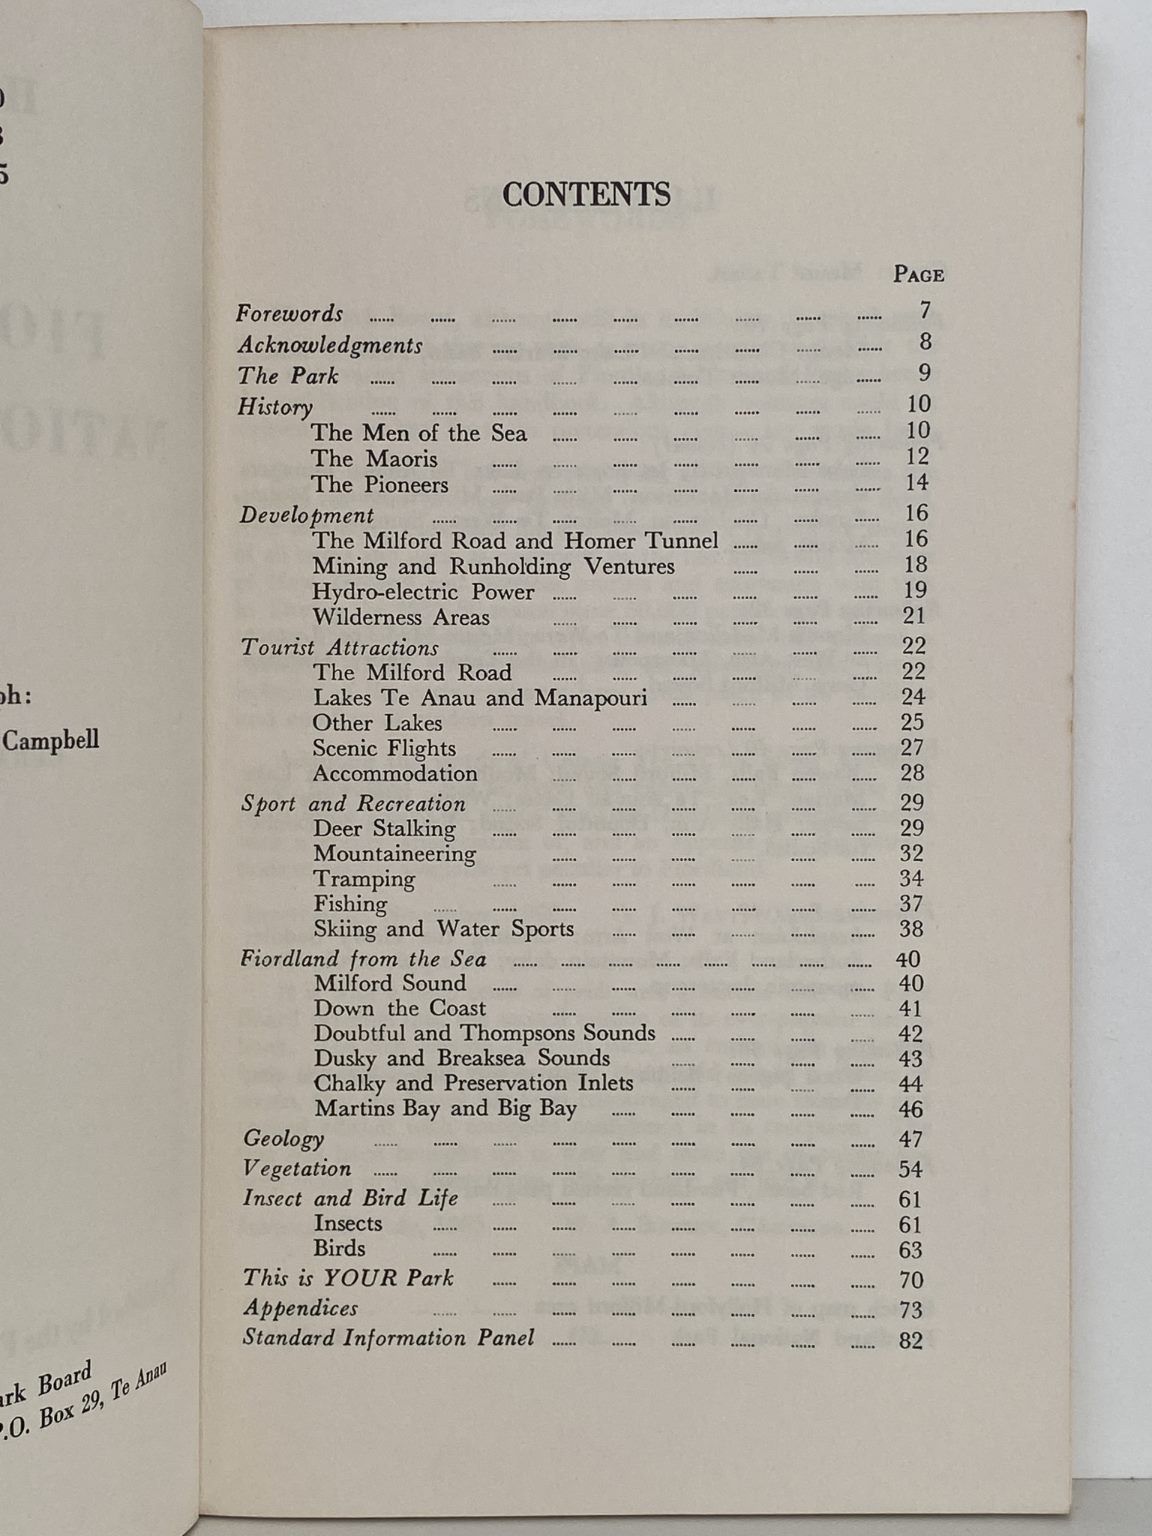 ph:
Campbell
ark Board
P.O. Box 29, Te Anau
CONTENTS
PAGE
Forewords ...... ...... ...... ...... ...... ...... ...... ...... ...... 7
Acknowledgments ...... ...... ...... ...... ...... ...... ...... 8
The Park ...... ...... ...... ...... ...... ...... ...... ...... ...... 9
History ...... ...... ...... ...... ...... ...... ...... ...... ...... 10
The Men of the Sea ...... ...... ...... ...... ...... ...... 10
The Maoris ...... ...... ...... ...... ...... ...... ...... 12
The Pioneers ...... ...... ...... ...... ...... ...... ...... 14
Development ...... ...... ...... ...... ...... ...... ...... ...... 16
The Milford Road and Homer Tunnel ...... ...... ...... 16
Mining and Runholding Ventures ...... ...... ...... 18
Hydro-electric Power ...... ...... ...... ...... ...... ...... 19
Wilderness Areas ...... ...... ...... ...... ...... ...... 21
Tourist Attractions ...... ...... ...... ...... ...... ...... ...... 22
The Milford Road ...... ...... ...... ...... ...... ...... 22
Lakes Te Anau and Manapouri ...... ...... ...... ...... 24
Other Lakes ...... ...... ...... ...... ...... ...... ...... 25
Scenic Flights ...... ...... ...... ...... ...... ...... ...... 27
Accommodation ...... ...... ...... ...... ...... ...... 28
Sport and Recreation ...... ...... ...... ...... ...... ...... ...... 29
Deer Stalking ...... ...... ...... ...... ...... ...... ...... 29
Mountaineering ...... ...... ...... ...... ...... ...... 32
Tramping ...... ...... ...... ...... ...... ...... ...... 34
Fishing ...... ...... ...... ...... ...... ...... ...... ...... 37
Skiing and Water Sports ...... ...... ...... ...... ...... 38
Fiordland from the Sea ...... ...... ...... ...... ...... ...... ...... ...... 40
Milford Sound ...... ...... ...... ...... ...... ...... ...... 40
Down the Coast ...... ...... ...... ...... ...... ...... 41
Doubtful and Thompsons Sounds ...... ...... ...... ...... 42
Dusky and Breaksea Sounds ...... ...... ...... ...... 43
Chalky and Preservation Inlets ...... ...... ...... ...... 44
Martins Bay and Big Bay ...... ...... ...... ...... ...... 46
Geology ...... ...... ...... ...... ...... ...... ...... ...... ...... 47
Vegetation ...... ...... ...... ...... ...... ...... ...... ...... ...... 54
Insect and Bird Life ...... ...... ...... ...... ...... ...... ...... 61
Insects ...... ...... ...... ...... ...... ...... ...... ...... 61
Birds ...... ...... ...... ...... ...... ...... ...... ...... 63
This is YOUR Park ...... ...... ...... ...... ...... ...... ...... 70
Appendices ...... ...... ...... ...... ...... ...... ...... ...... 73
Standard Information Panel ...... ...... ...... ...... ...... ...... 82